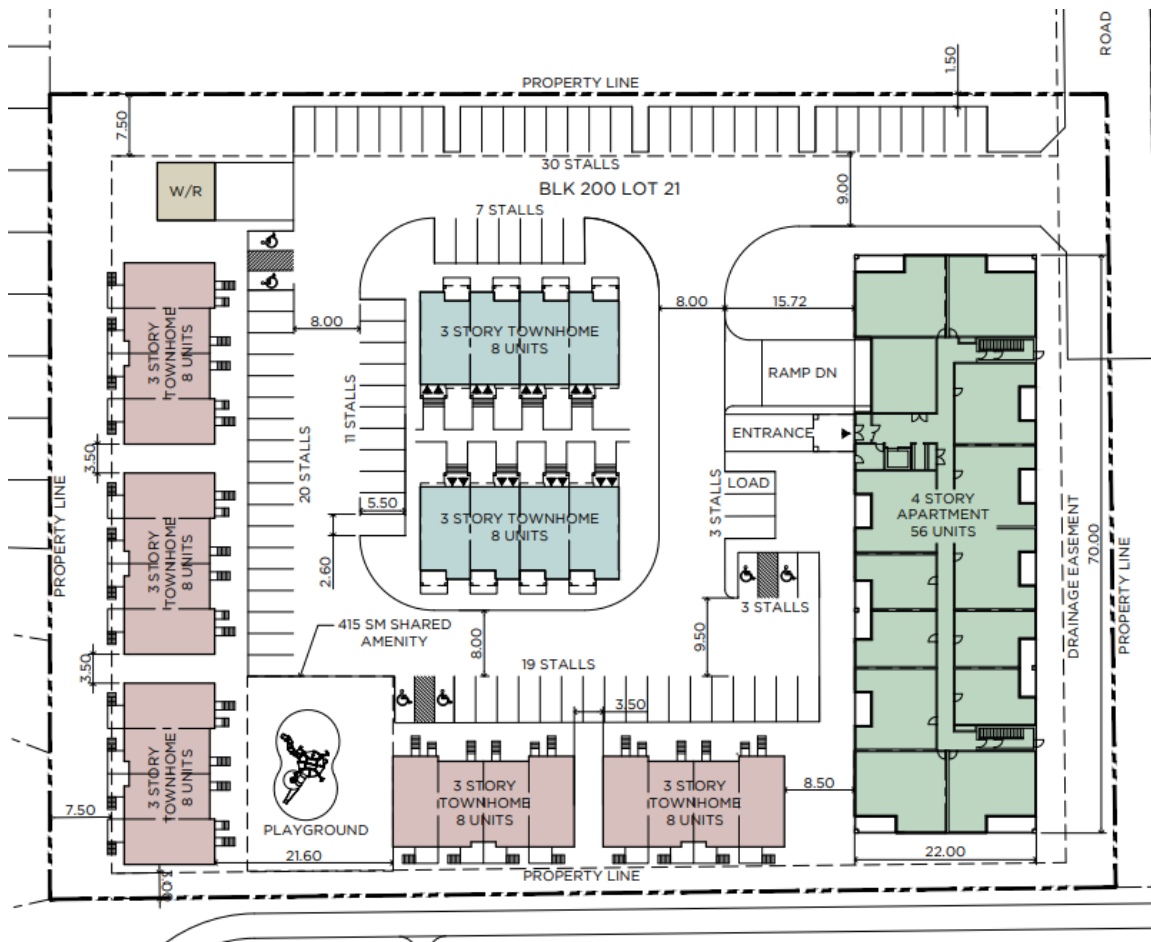 ROAD
1.50
PROPERTY LINE
7.50
30 STALLS
W/R
BLK 200 LOT 21
9.00
7 STALLS
8.00
8.00
15.72
3 STORY TOWNHOME
8 UNITS
3 STORY
TOWNHOME
8 UNITS
RAMP DN
11 STALLS
ENTRANCE
3.50
20 STALLS
LOAD
3 STALLS
4 STORY
APARTMENT
56 UNITS
5.50
3 STORY TOWNHOME
8 UNITS
PROPERTY LINE
3 STORY
TOWNHOME
8 UNITS
2.60
70.00
DRAINAGE EASEMENT
PROPERTY LINE
3 STALLS
415 SM SHARED
AMENITY
8.00
9.50
3.50
19 STALLS
3.50
3 STORY
TOWNHOME
8 UNITS
3 STORY
TOWNHOME
8 UNITS
3 STORY
TOWNHOME
8 UNITS
8.50
7.50
PLAYGROUND
21.60
22.00
PROPERTY LINE
3.00